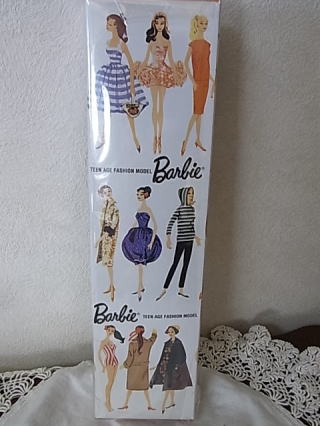 TEEN AGE FASHION MODEL Barbie®
Barbie® TEEN AGE FASHION MODEL